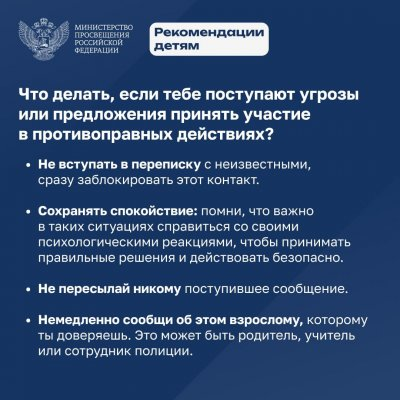 МИНИСТЕРСТВО
ПРОСВЕЩЕНИЯ
РОССИЙСКОЙ
ФЕДЕРАЦИИ
Рекомендации
детям
Что делать, если тебе поступают угрозы
или предложения принять участие
в противоправных действиях?
• Не вступать в переписку с неизвестными,
сразу заблокировать этот контакт.
• Сохранять спокойствие: помни, что важно
в таких ситуациях справиться со своими
психологическими реакциями, чтобы принимать
правильные решения и действовать безопасно.
• Не пересылай никому поступившее сообщение.
• Немедленно сообщи об этом взрослому, которому
ты доверяешь. Это может быть родитель, учитель
или сотрудник полиции.